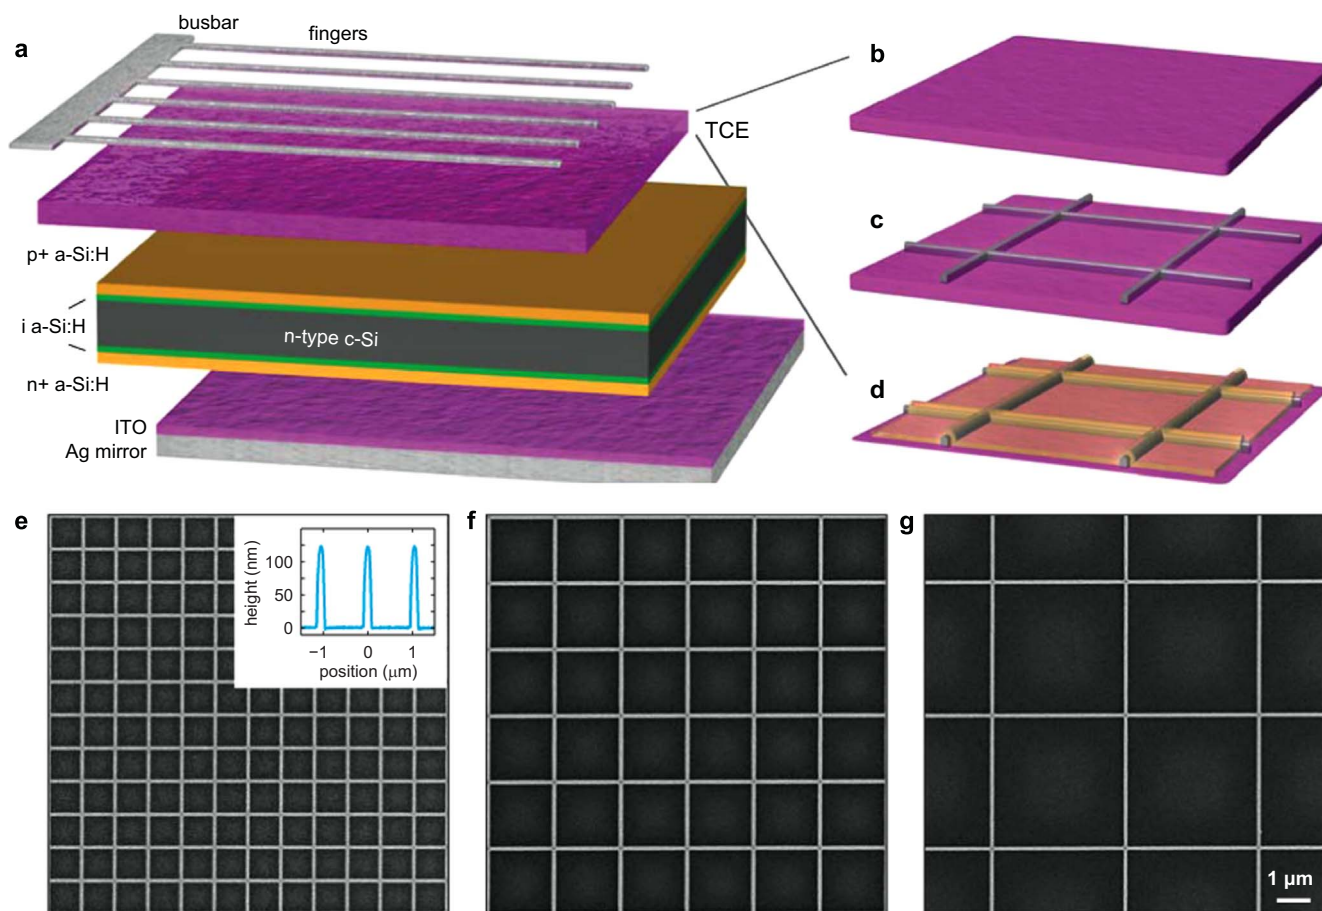 busbar
fingers
a
b
TCE
c
p+ a-Si:H
i a-Si:H
n-type c-Si
n+ a-Si:H
d
ITO
Ag mirror
e
height (nm)
100
50
0
−1 0 1
position (μm)
f
g
1 μm